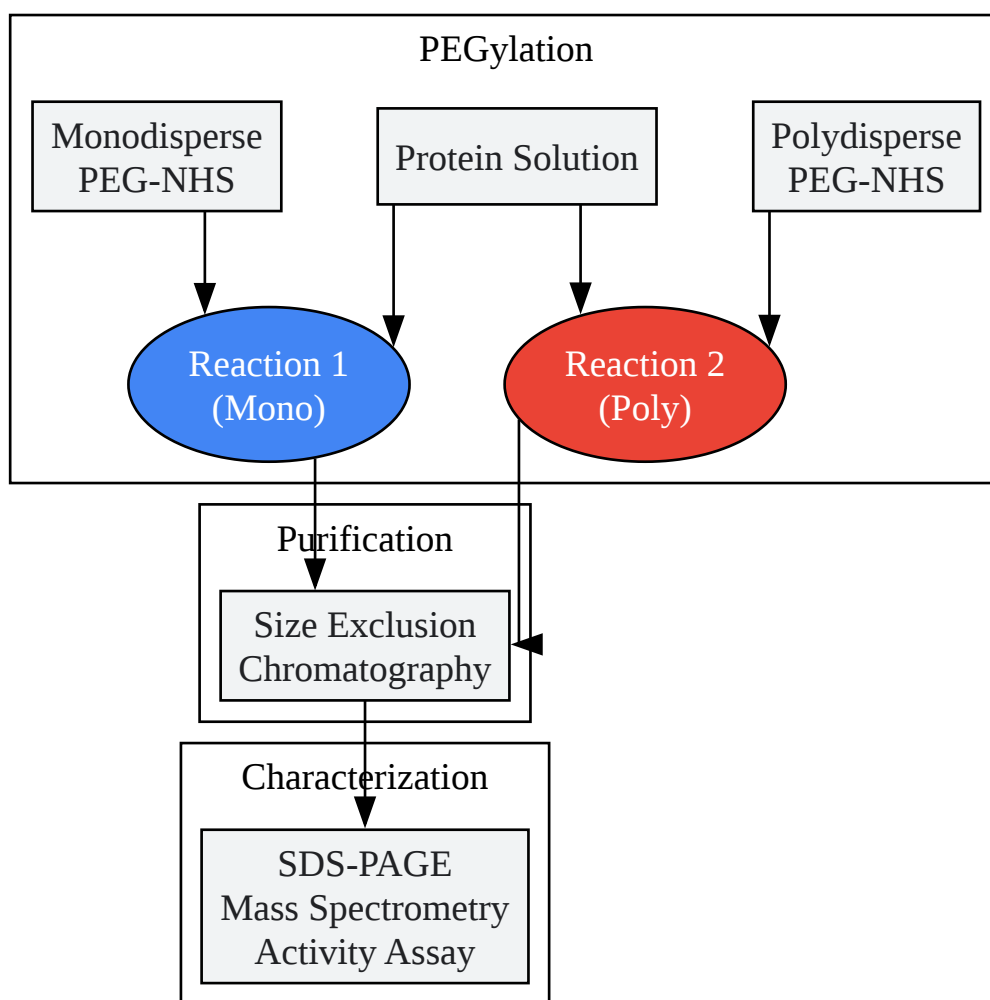 PEGylation
Monodisperse
PEG-NHS
Protein Solution
Polydisperse
PEG-NHS
Reaction 1
(Mono)
Reaction 2
(Poly)
Purification
Size Exclusion
Chromatography
Characterization
SDS-PAGE
Mass Spectrometry
Activity Assay